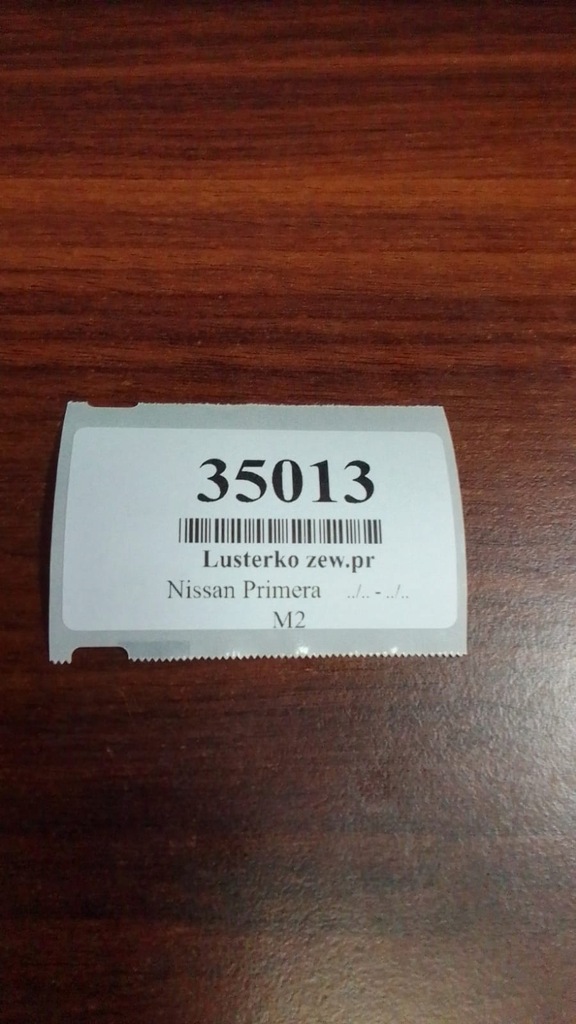 35013
Lusterko zew.pr
Nissan Primera ../.. - ../..
M2